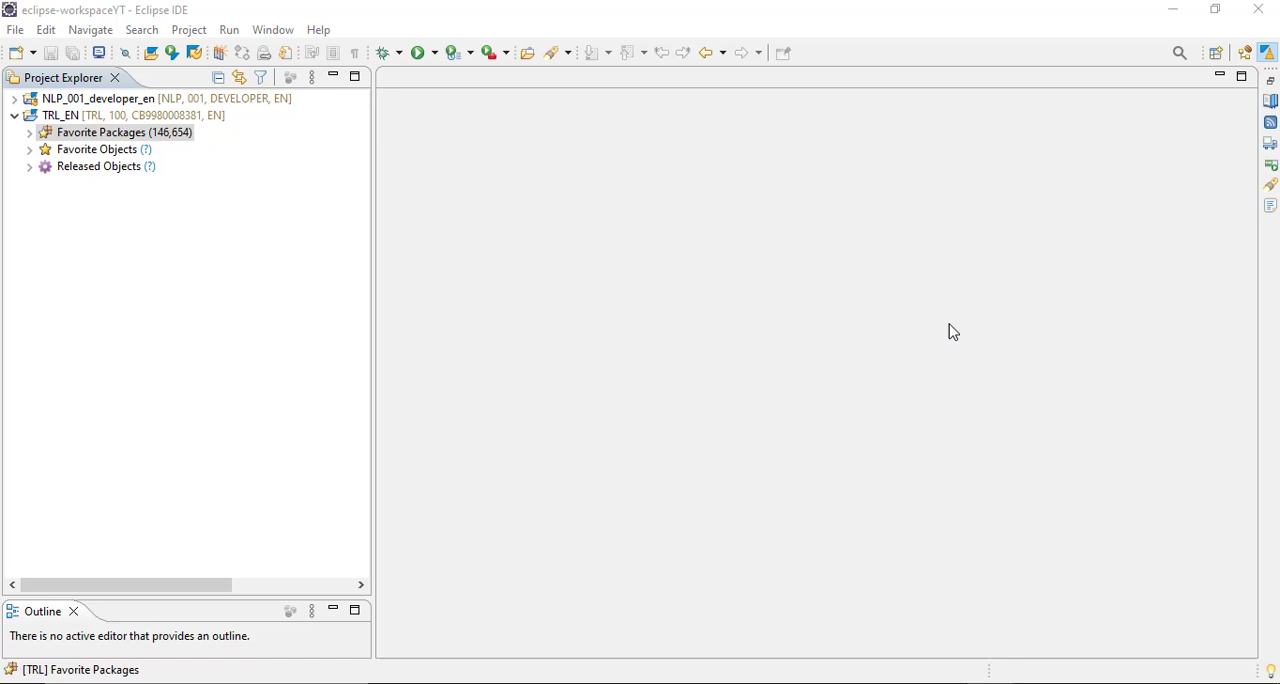 eclipse-workspaceYT - Eclipse IDE
File Edit Navigate Search Project Run Window Help
Project Explorer
NLP_001_developer_en [NLP, 001, DEVELOPER, EN]
TRL_EN [TRL, 100, CB9980008381, EN]
Favorite Packages (146,654)
Favorite Objects (?)
Released Objects (?)
Outline
There is no active editor that provides an outline.
[TRL] Favorite Packages